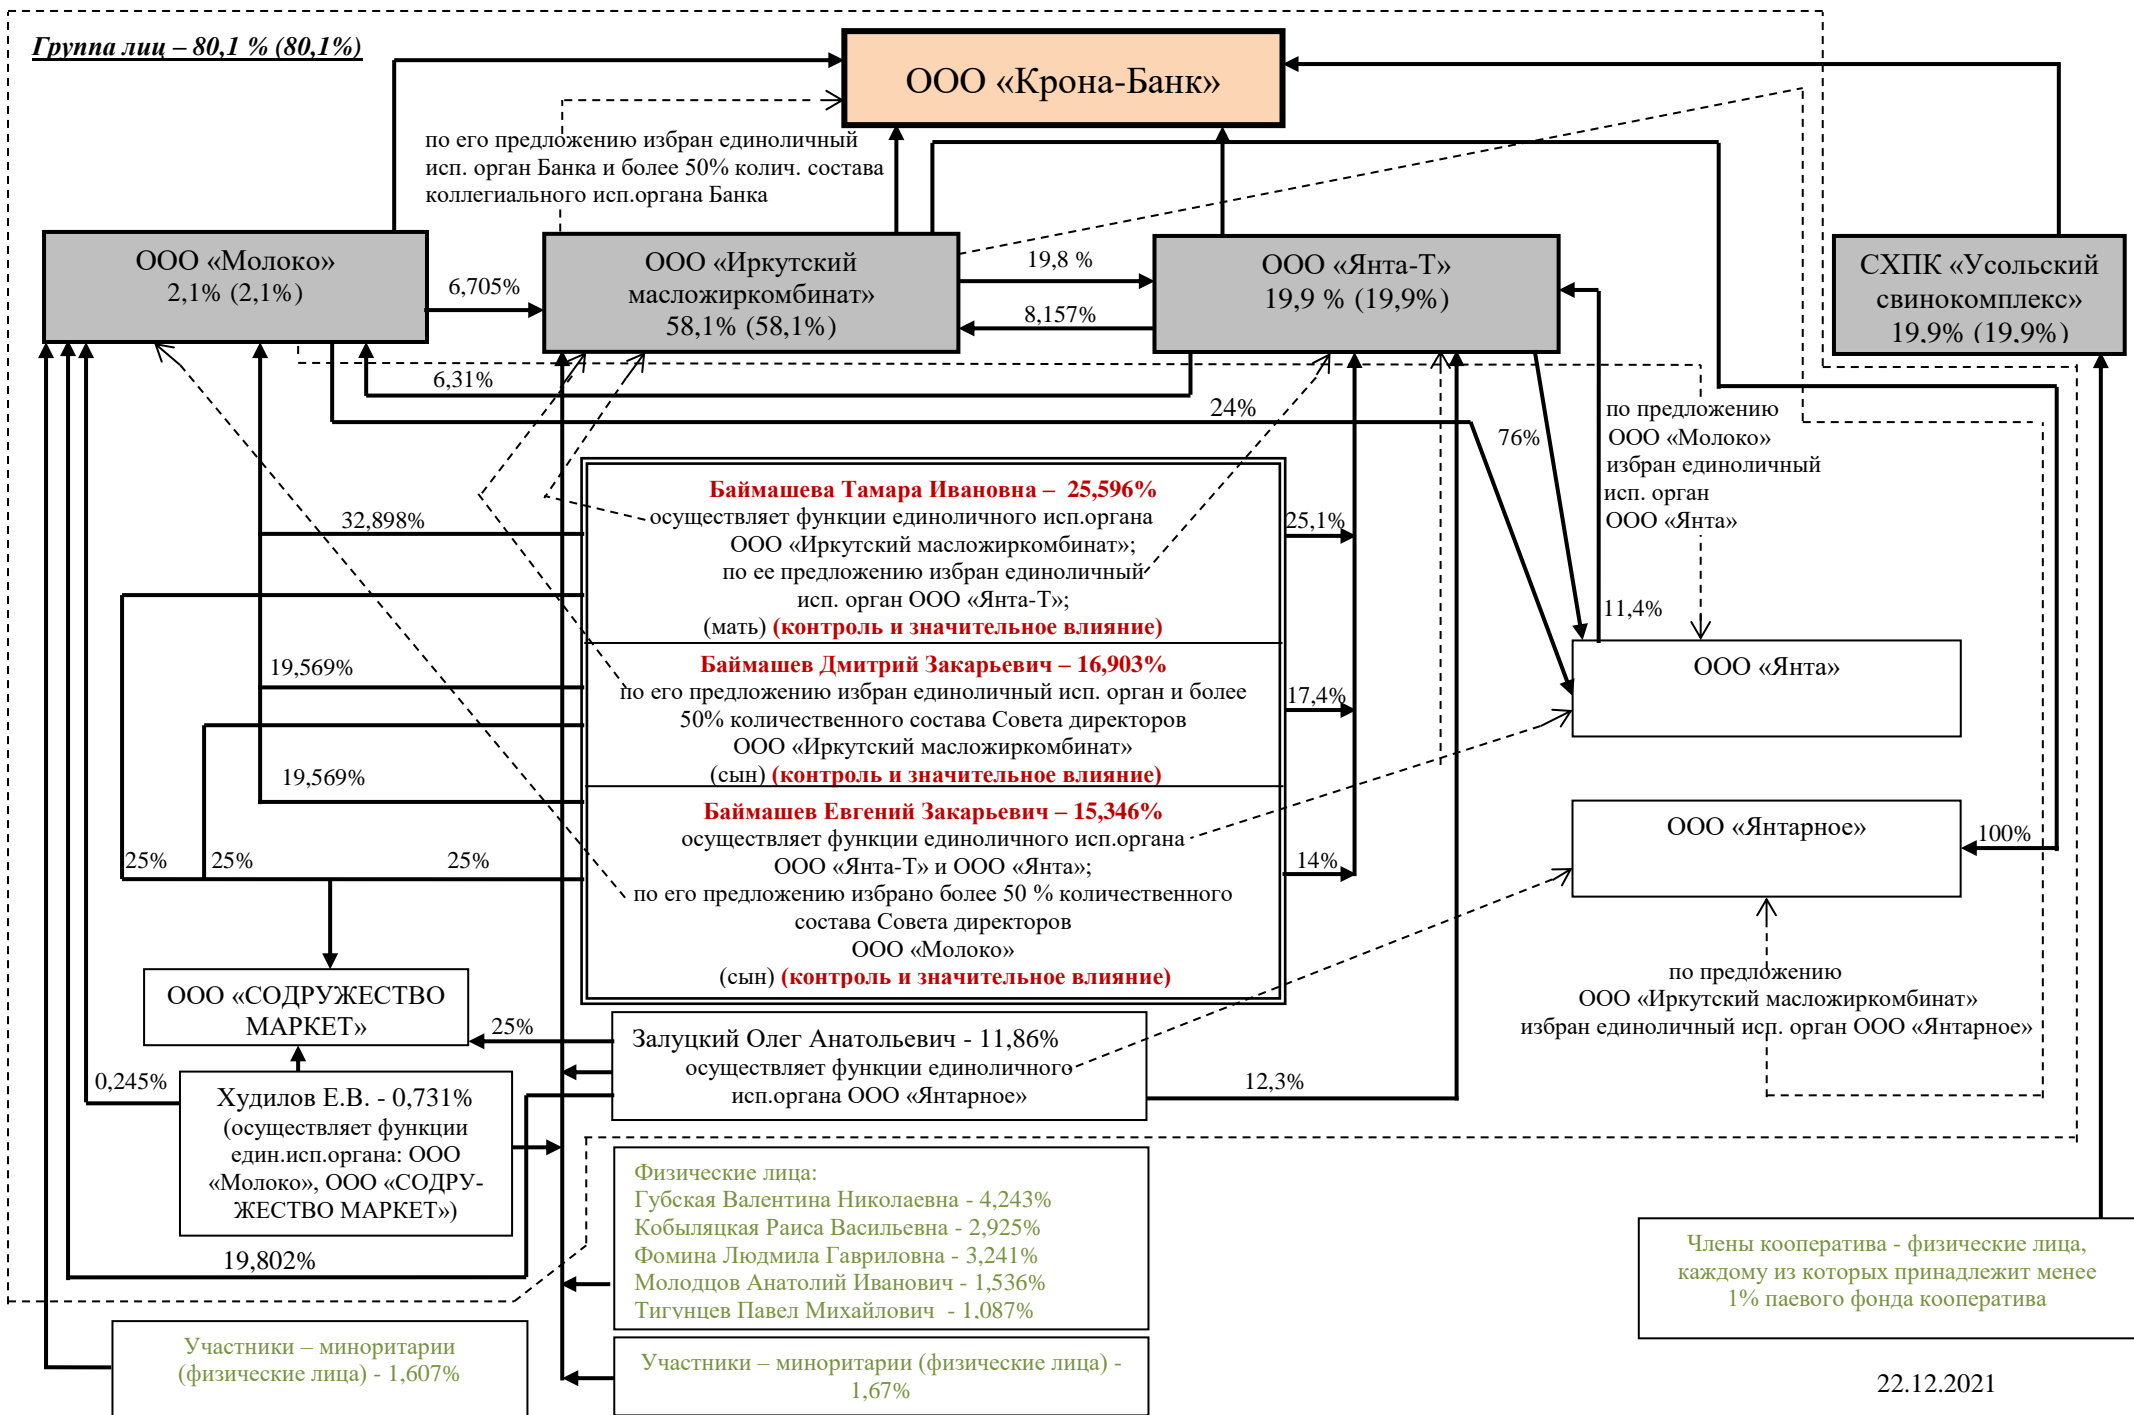 Группа лиц – 80,1 % (80,1%)
ООО «Крона-Банк»
по его предложению избран единоличный
исп. орган Банка и более 50% колич. состава
коллегиального исп.органа Банка
ООО «Молоко»
2,1% (2,1%)
6,705%
ООО «Иркутский
масложиркомбинат»
58,1% (58,1%)
19,8 %
8,157%
ООО «Янта-Т»
19,9 % (19,9%)
СХПК «Усольский
свинокомплекс»
19,9% (19,9%)
6,31%
24%
76%
по предложению
ООО «Молоко»
избран единоличный
исп. орган
ООО «Янта»
11,4%
Баймашева Тамара Ивановна – 25,596%
осуществляет функции единоличного исп.органа
ООО «Иркутский масложиркомбинат»;
по ее предложению избран единоличный
исп. орган ООО «Янта-Т»;
(мать) (контроль и значительное влияние)
32,898%
25,1%
Баймашев Дмитрий Закарьевич – 16,903%
по его предложению избран единоличный исп. орган и более
50% количественного состава Совета директоров
ООО «Иркутский масложиркомбинат»
(сын) (контроль и значительное влияние)
19,569%
17,4%
Баймашев Евгений Закарьевич – 15,346%
осуществляет функции единоличного исп.органа
ООО «Янта-Т» и ООО «Янта»;
по его предложению избрано более 50 % количественного
состава Совета директоров
ООО «Молоко»
(сын) (контроль и значительное влияние)
19,569%
14%
25%
25%
25%
ООО «Янта»
ООО «Янтарное»
100%
по предложению
ООО «Иркутский масложиркомбинат»
избран единоличный исп. орган ООО «Янтарное»
ООО «СОДРУЖЕСТВО
МАРКЕТ»
25%
Залуцкий Олег Анатольевич - 11,86%
осуществляет функции единоличного
исп.органа ООО «Янтарное»
12,3%
0,245%
Худилов Е.В. - 0,731%
(осуществляет функции
един.исп.органа: ООО
«Молоко», ООО «СОДРУ-
ЖЕСТВО МАРКЕТ»)
19,802%
Физические лица:
Губская Валентина Николаевна - 4,243%
Кобыляцкая Раиса Васильевна - 2,925%
Фомина Людмила Гавриловна - 3,241%
Молодцов Анатолий Иванович - 1,536%
Тигунцев Павел Михайлович - 1,087%
Члены кооператива - физические лица,
каждому из которых принадлежит менее
1% паевого фонда кооператива
Участники – миноритарии
(физические лица) - 1,607%
Участники – миноритарии (физические лица) -
1,67%
22.12.2021